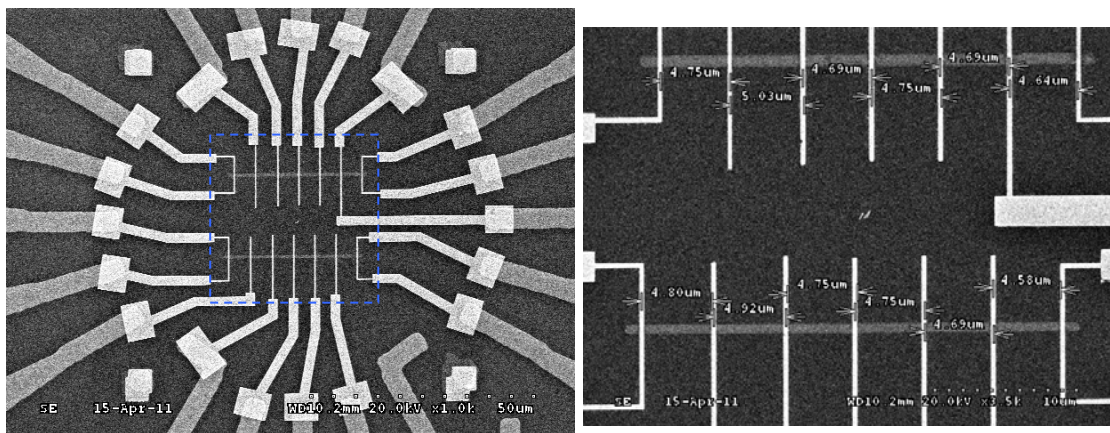 SE 15-Apr-11 WD10.2mm 20.0kV x1.0k 50um
4.69um
4.75um 4.69um
4.64um
5.03um 4.75um
4.75um 4.58um
4.80um 4.75um
4.92um
4.69um
SE 15-Apr-11 WD10.2mm 20.0kV x3.5k 10um